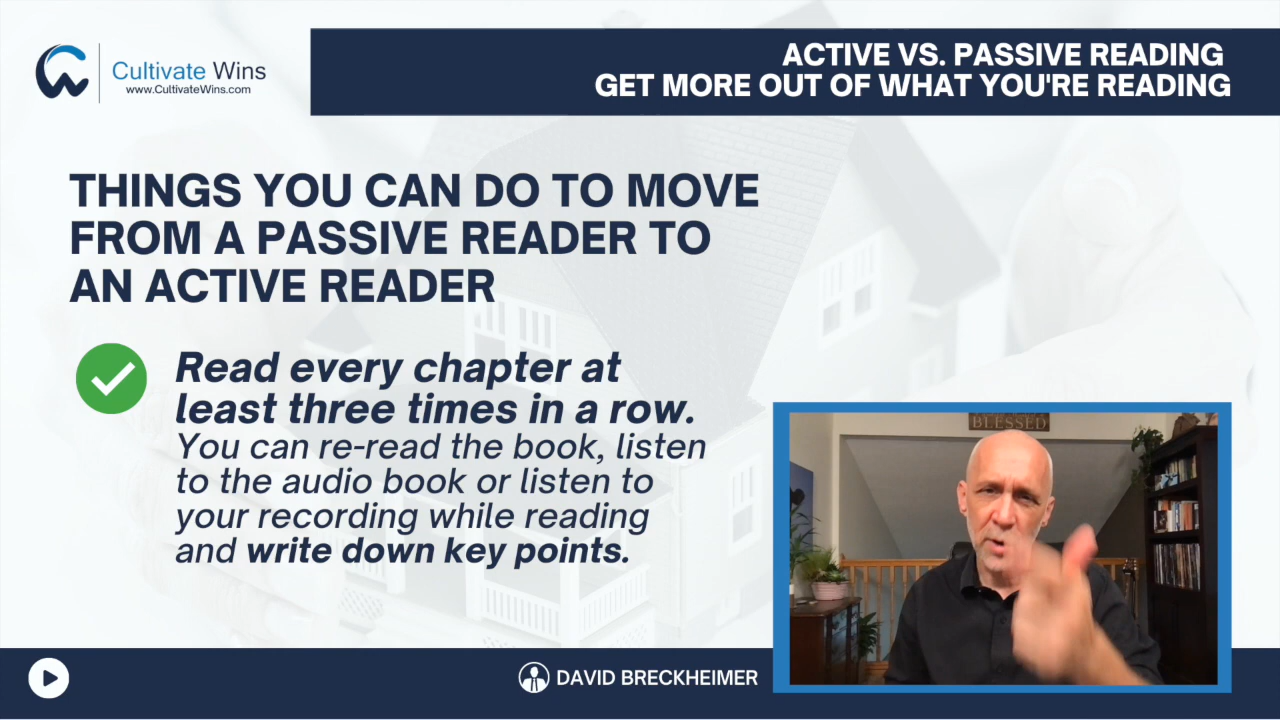 Cultivate Wins
www.CultivateWins.com
ACTIVE VS. PASSIVE READING
GET MORE OUT OF WHAT YOU'RE READING
THINGS YOU CAN DO TO MOVE
FROM A PASSIVE READER TO
AN ACTIVE READER
Read every chapter at
least three times in a row.
You can re-read the book, listen
to the audio book or listen to
your recording while reading
and write down key points.
BLESSED
DAVID BRECKHEIMER